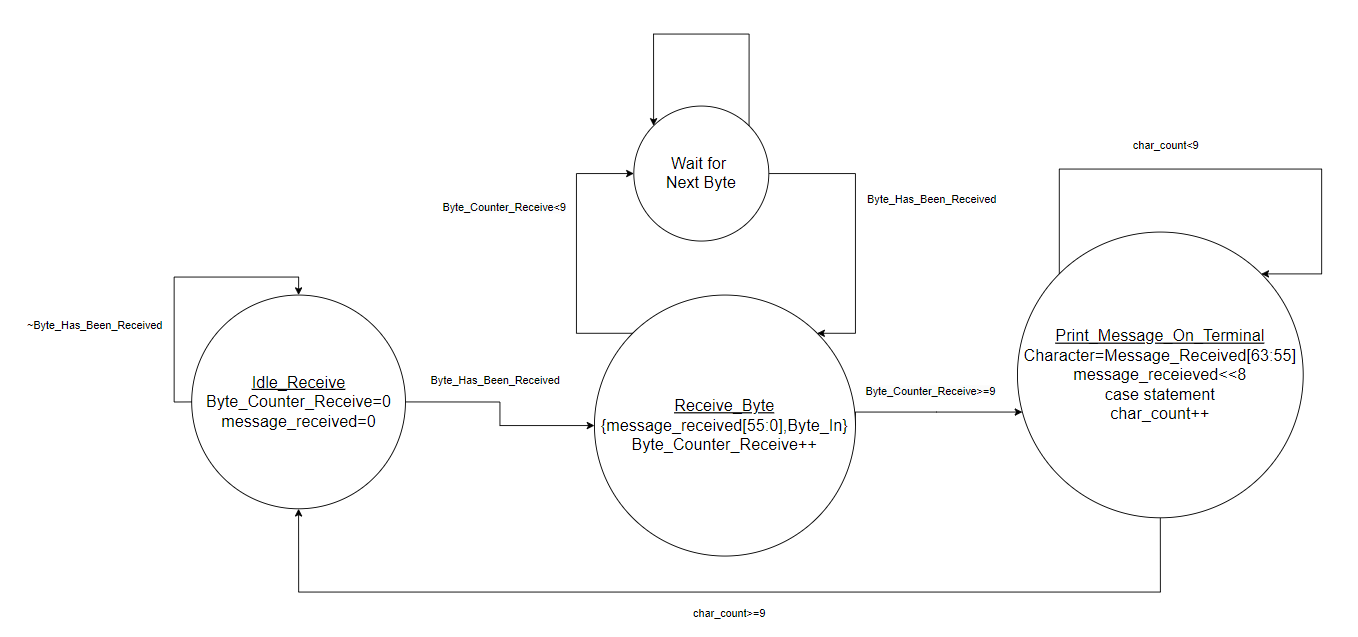 char_count<9
Wait for
Next Byte
Byte_Counter_Receive<9
Byte_Has_Been_Received
~Byte_Has_Been_Received
Print_Message_On_Terminal
Character=Message_Received[63:55]
message_receieved<<8
case statement
char_count++
Idle_Receive
Byte_Counter_Receive=0
message_received=0
Byte_Has_Been_Received
Receive_Byte
{message_received[55:0],Byte_In}
Byte_Counter_Receive++
Byte_Counter_Receive>=9
char_count>=9